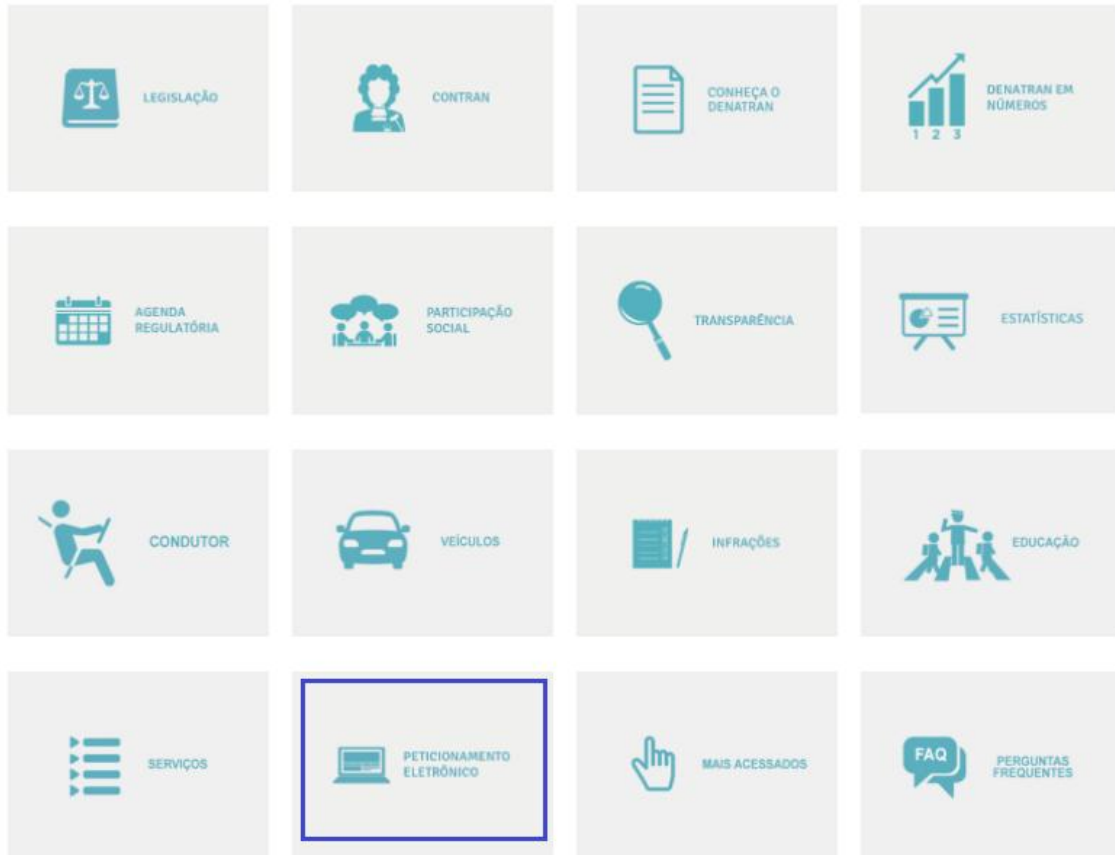 LEGISLAÇÃO
CONTRAN
CONHEÇA O
DENATRAN
DENATRAN EM
NÚMEROS
1 2 3
AGENDA
REGULATÓRIA
PARTICIPAÇÃO
SOCIAL
TRANSPARÊNCIA
ESTATÍSTICAS
CONDUTOR
VEÍCULOS
INFRAÇÕES
EDUCAÇÃO
SERVIÇOS
PETICIONAMENTO
ELETRÔNICO
MAIS ACESSADOS
FAQ
PERGUNTAS
FREQUENTES